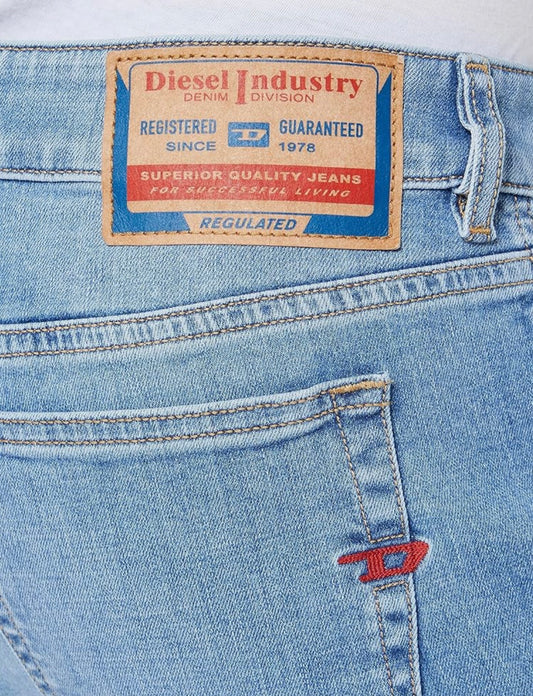 Diesel Industry
DENIM DIVISION
REGISTERED D GUARANTEED
SINCE 1978
SUPERIOR QUALITY JEANS
FOR SUCCESSFUL LIVING
REGULATED
D